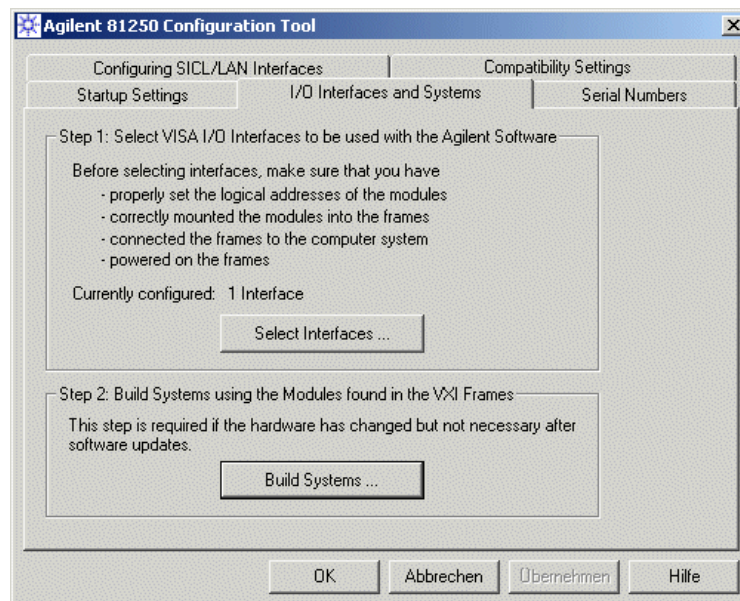 Agilent 81250 Configuration Tool
Configuring SICL/LAN Interfaces
Compatibility Settings
Startup Settings
I/O Interfaces and Systems
Serial Numbers
Step 1: Select VISA I/O Interfaces to be used with the Agilent Software
Before selecting interfaces, make sure that you have
- properly set the logical addresses of the modules
- correctly mounted the modules into the frames
- connected the frames to the computer system
- powered on the frames
Currently configured: 1 Interface
Select Interfaces ...
Step 2: Build Systems using the Modules found in the VXI Frames
This step is required if the hardware has changed but not necessary after
software updates.
Build Systems ...
OK
Abbrechen
Übernehmen
Hilfe